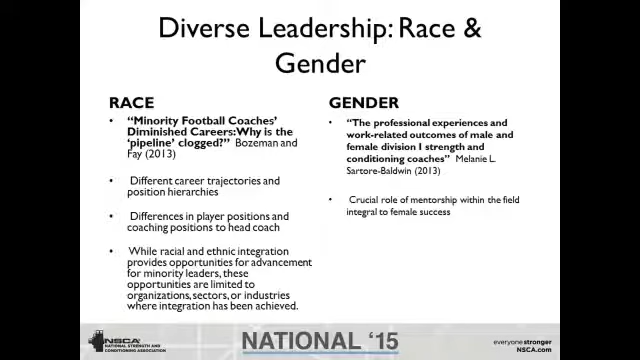 Diverse Leadership: Race &
Gender
RACE
• "Minority Football Coaches'
Diminished Careers: Why is the
'pipeline' clogged?" Bozeman and
Fay (2013)
• Different career trajectories and
position hierarchies
• Differences in player positions and
coaching positions to head coach
• While racial and ethnic integration
provides opportunities for advancement
for minority leaders, these
opportunities are limited to
organizations, sectors, or industries
where integration has been achieved.
GENDER
• "The professional experiences and
work-related outcomes of male and
female division I strength and
conditioning coaches" Melanie L.
Sartore-Baldwin (2013)
• Crucial role of mentorship within the field
integral to female success
NSCA
NATIONAL STRENGTH AND
CONDITIONING ASSOCIATION
NATIONAL '15
everyone stronger
NSCA.com